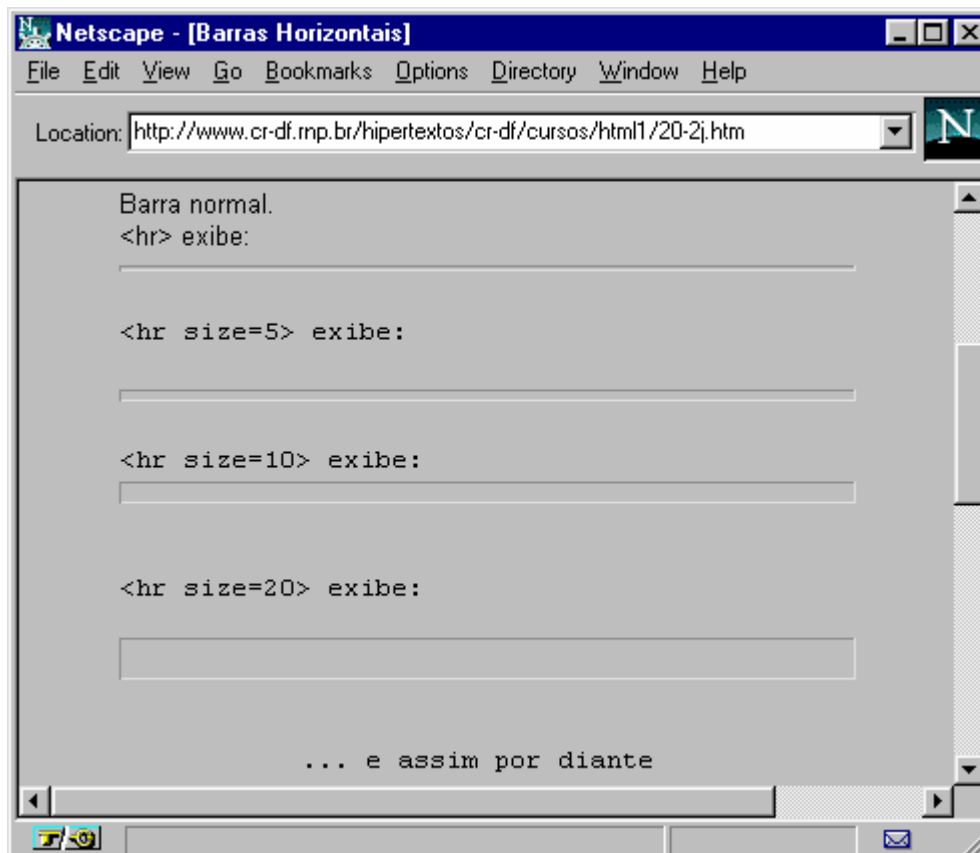 Netscape - [Barras Horizontais]
File Edit View Go Bookmarks Options Directory Window Help
Location: http://www.cr-df.rnp.br/hipertextos/cr-df/cursos/html1/20-2j.htm
N
Barra normal.
<hr> exibe:
<hr size=5> exibe:
<hr size=10> exibe:
<hr size=20> exibe:
... e assim por diante